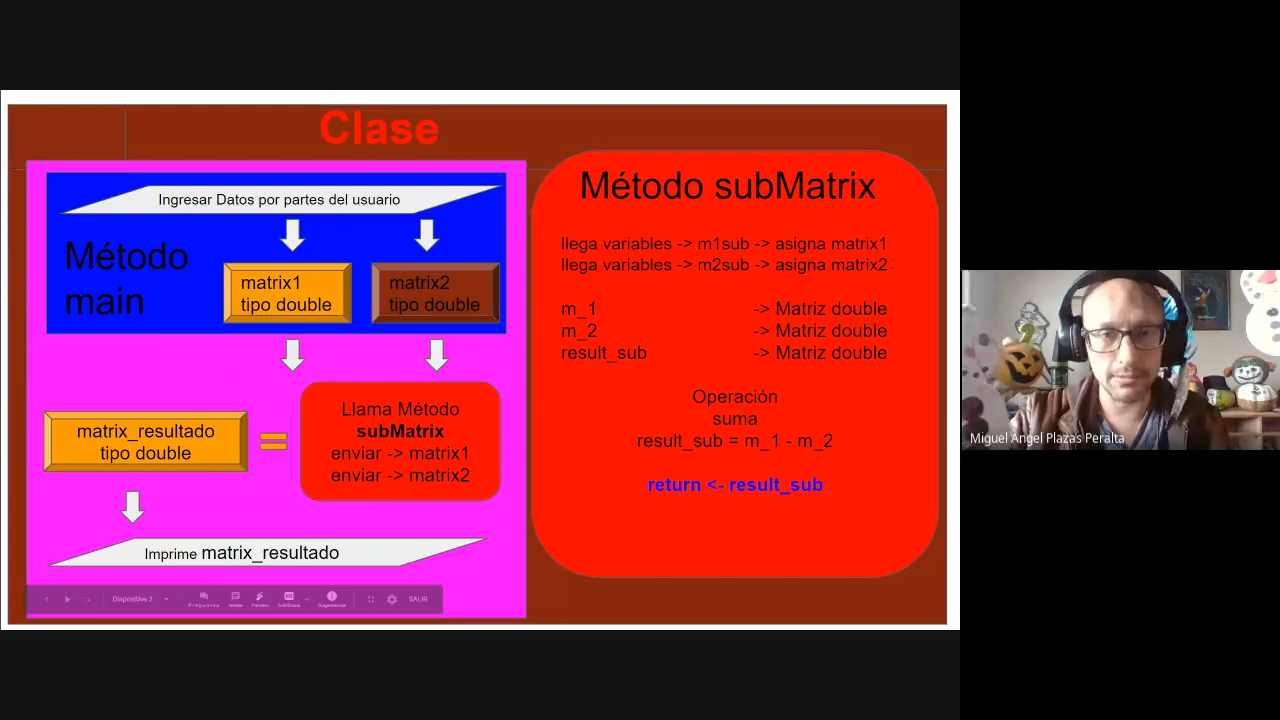 Clase
Ingresar Datos por partes del usuario
Método
main
matrix1
tipo double
matrix2
tipo double
matrix_resultado
tipo double
Llama Método
subMatrix
enviar -> matrix1
enviar -> matrix2
Imprime matrix_resultado
Método subMatrix
llega variables -> m1sub -> asigna matrix1
llega variables -> m2sub -> asigna matrix2
m_1 -> Matriz double
m_2 -> Matriz double
result_sub -> Matriz double
Operación
suma
result_sub = m_1 - m_2
return <- result_sub
Diapositiva 3
SALIR
Miguel Angel Plazas Peralta